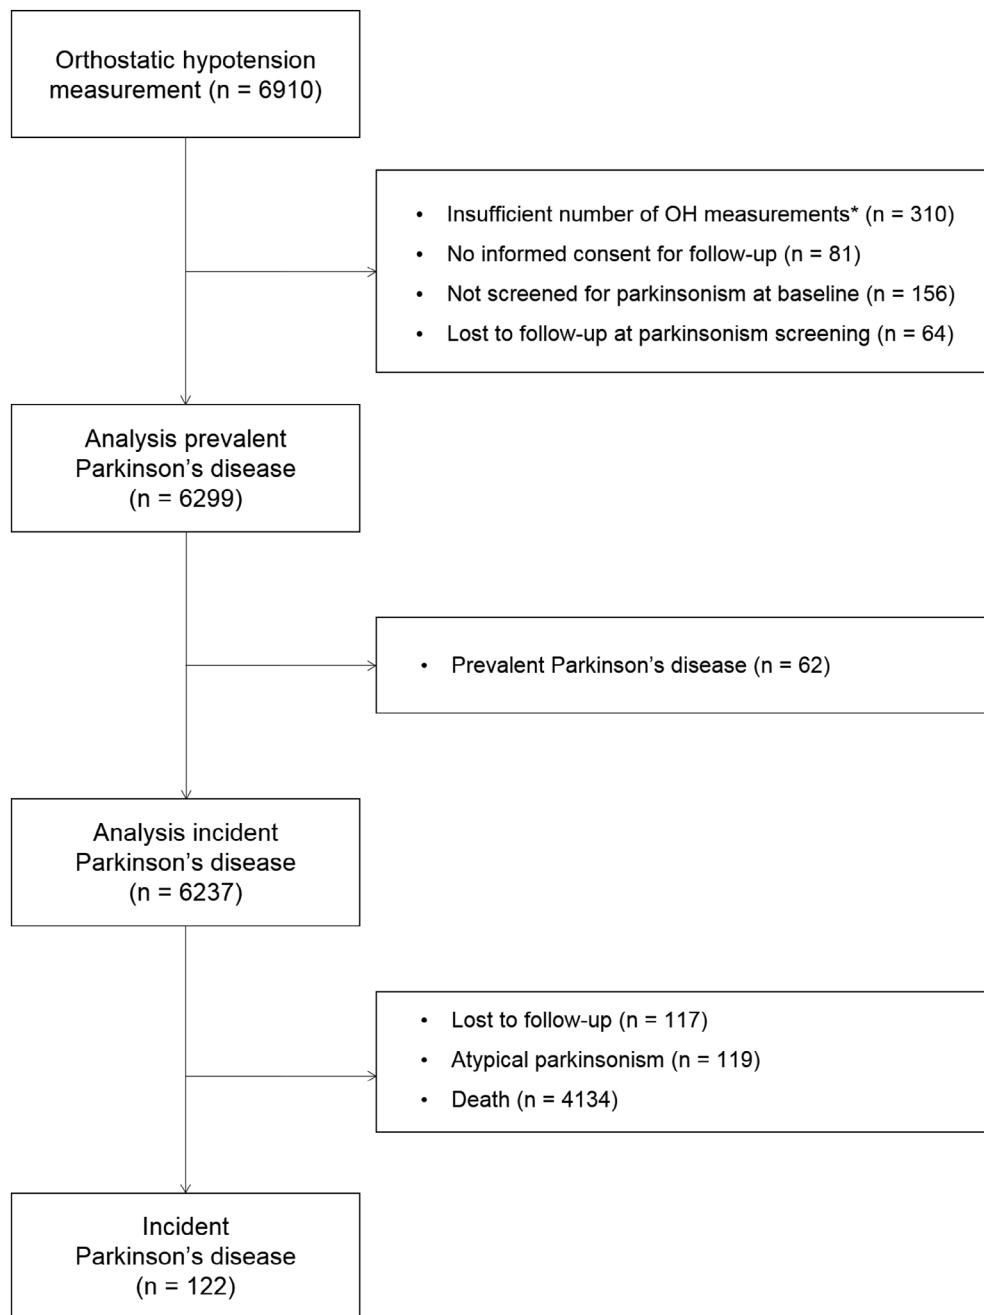 Orthostatic hypotension
measurement (n = 6910)
• Insufficient number of OH measurements* (n = 310)
• No informed consent for follow-up (n = 81)
• Not screened for parkinsonism at baseline (n = 156)
• Lost to follow-up at parkinsonism screening (n = 64)
Analysis prevalent
Parkinson’s disease
(n = 6299)
• Prevalent Parkinson’s disease (n = 62)
Analysis incident
Parkinson’s disease
(n = 6237)
• Lost to follow-up (n = 117)
• Atypical parkinsonism (n = 119)
• Death (n = 4134)
Incident
Parkinson’s disease
(n = 122)